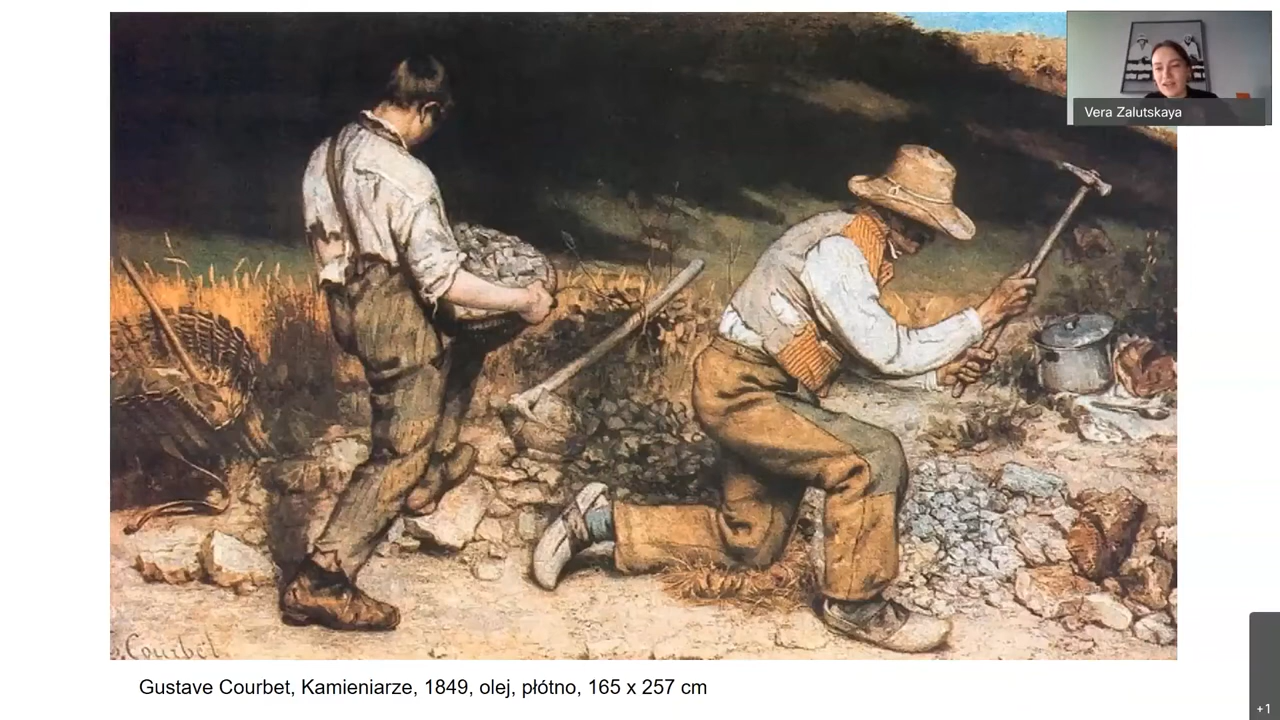 Vera Zalutskaya
G. Courbet
Gustave Courbet, Kamieniarze, 1849, olej, płótno, 165 x 257 cm
+1